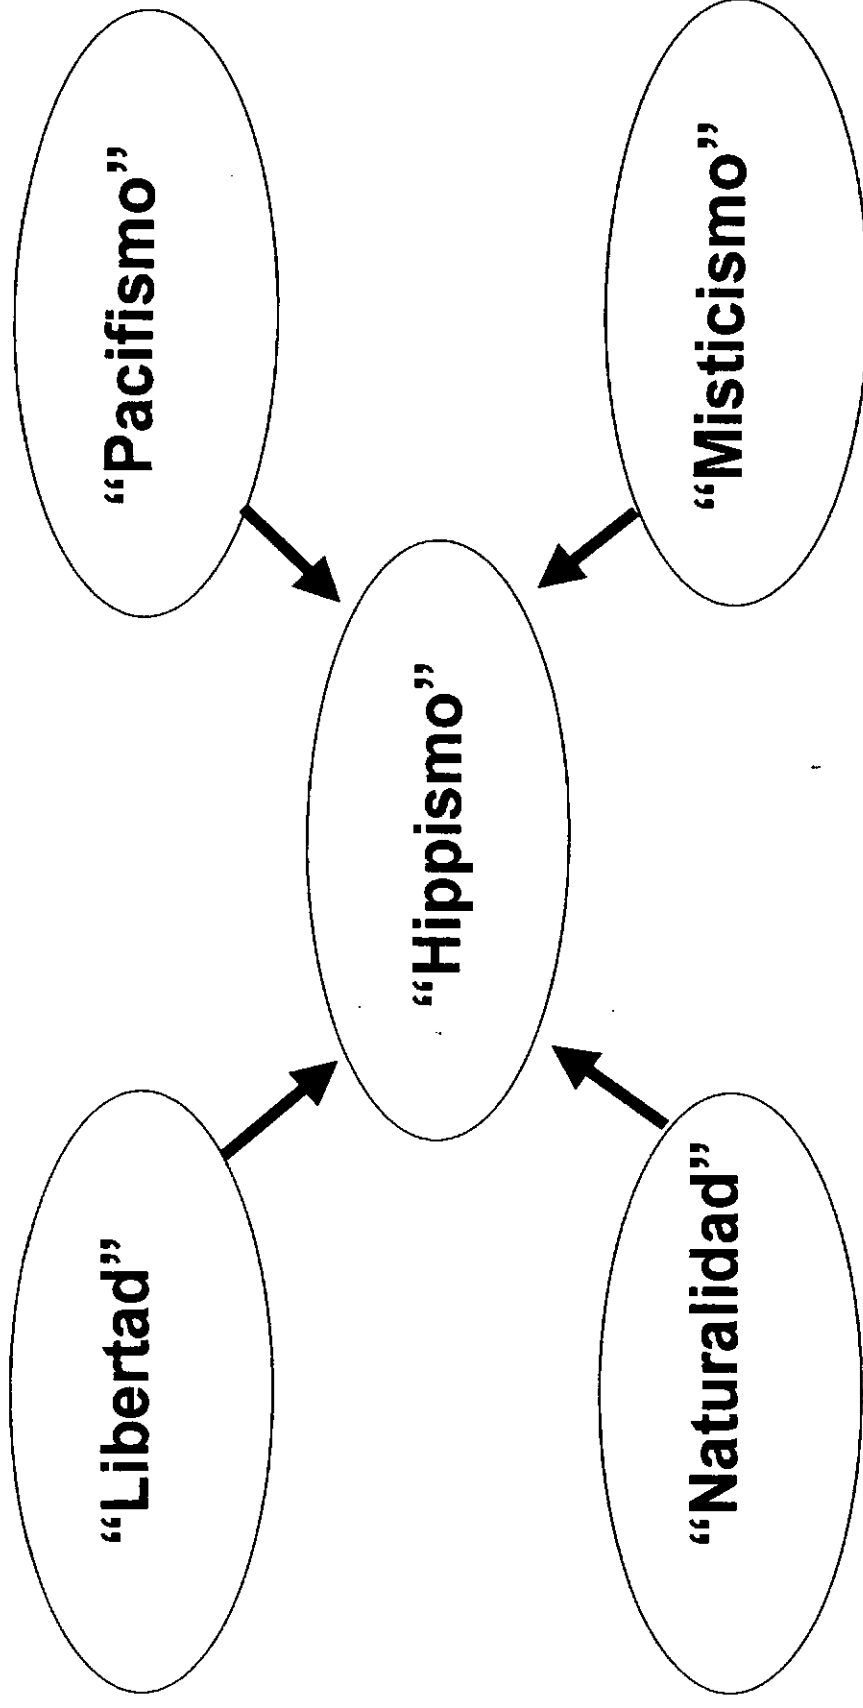 “Libertad”
“Pacifismo”
“Hippismo”
“Naturalidad”
“Misticismo”